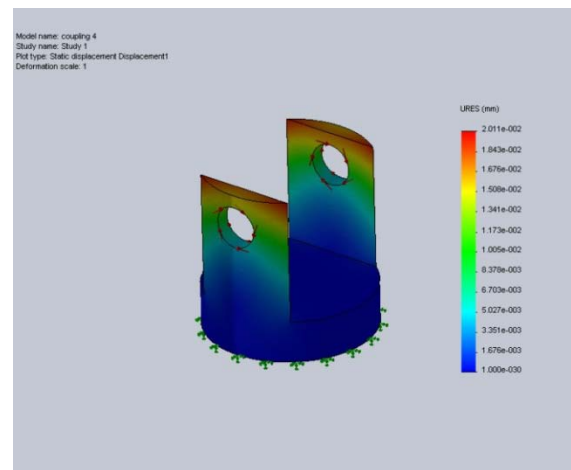 Model name: coupling 4
Study name: Study 1
Plot type: Static displacement Displacement1
Deformation scale: 1
URES (mm)
2.011e-002
1.843e-002
1.676e-002
1.508e-002
1.341e-002
1.173e-002
1.005e-002
8.378e-003
6.703e-003
5.027e-003
3.351e-003
1.676e-003
1.000e-030